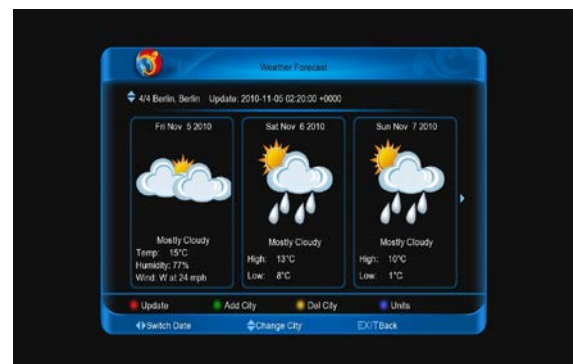 Weather Forecast
4/4 Berlin, Berlin Update: 2010-11-05 02:20:00 +0000
Fri Nov 5 2010
Sat Nov 6 2010
Sun Nov 7 2010
Mostly Cloudy
Temp: 15°C
Humidity: 77%
Wind: W at 24 mph
Mostly Cloudy
High: 13°C
Low: 8°C
Mostly Cloudy
High: 10°C
Low: 1°C
Update Add City Del City Units
Switch Date Change City EXIT Back